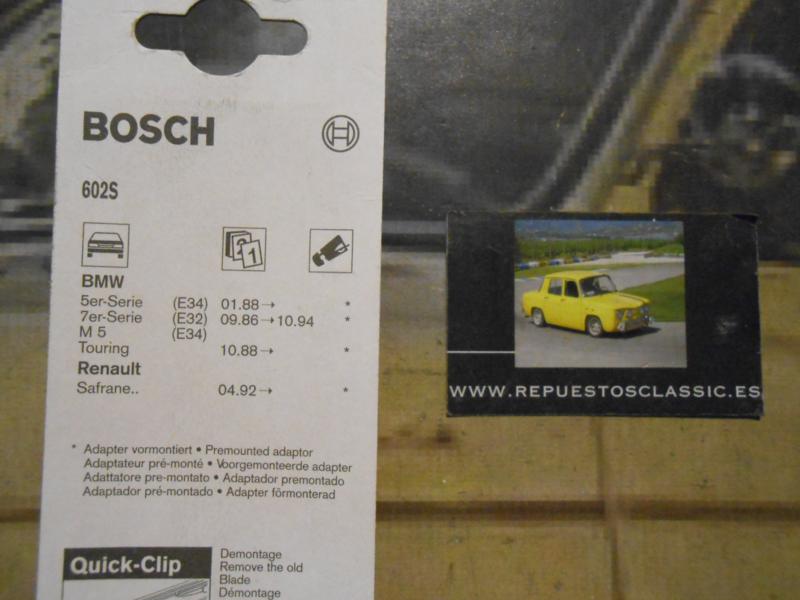 BOSCH
602S
BMW
5er-Serie (E34) 01.88→ *
7er-Serie (E32) 09.86→10.94 *
M 5 (E34)
Touring 10.88→ *
Renault
Safrane.. 04.92→ *
* Adapter vormontiert • Premounted adaptor
Adaptateur pré-monté • Voorgemonteerde adapter
Adattatore pre-montato • Adaptador premontado
Adaptador pré-montado • Adapter förmonterad
Quick-Clip
Demontage
Remove the old
Blade
Démontage
WWW.REPUESTOSCLASSIC.ES